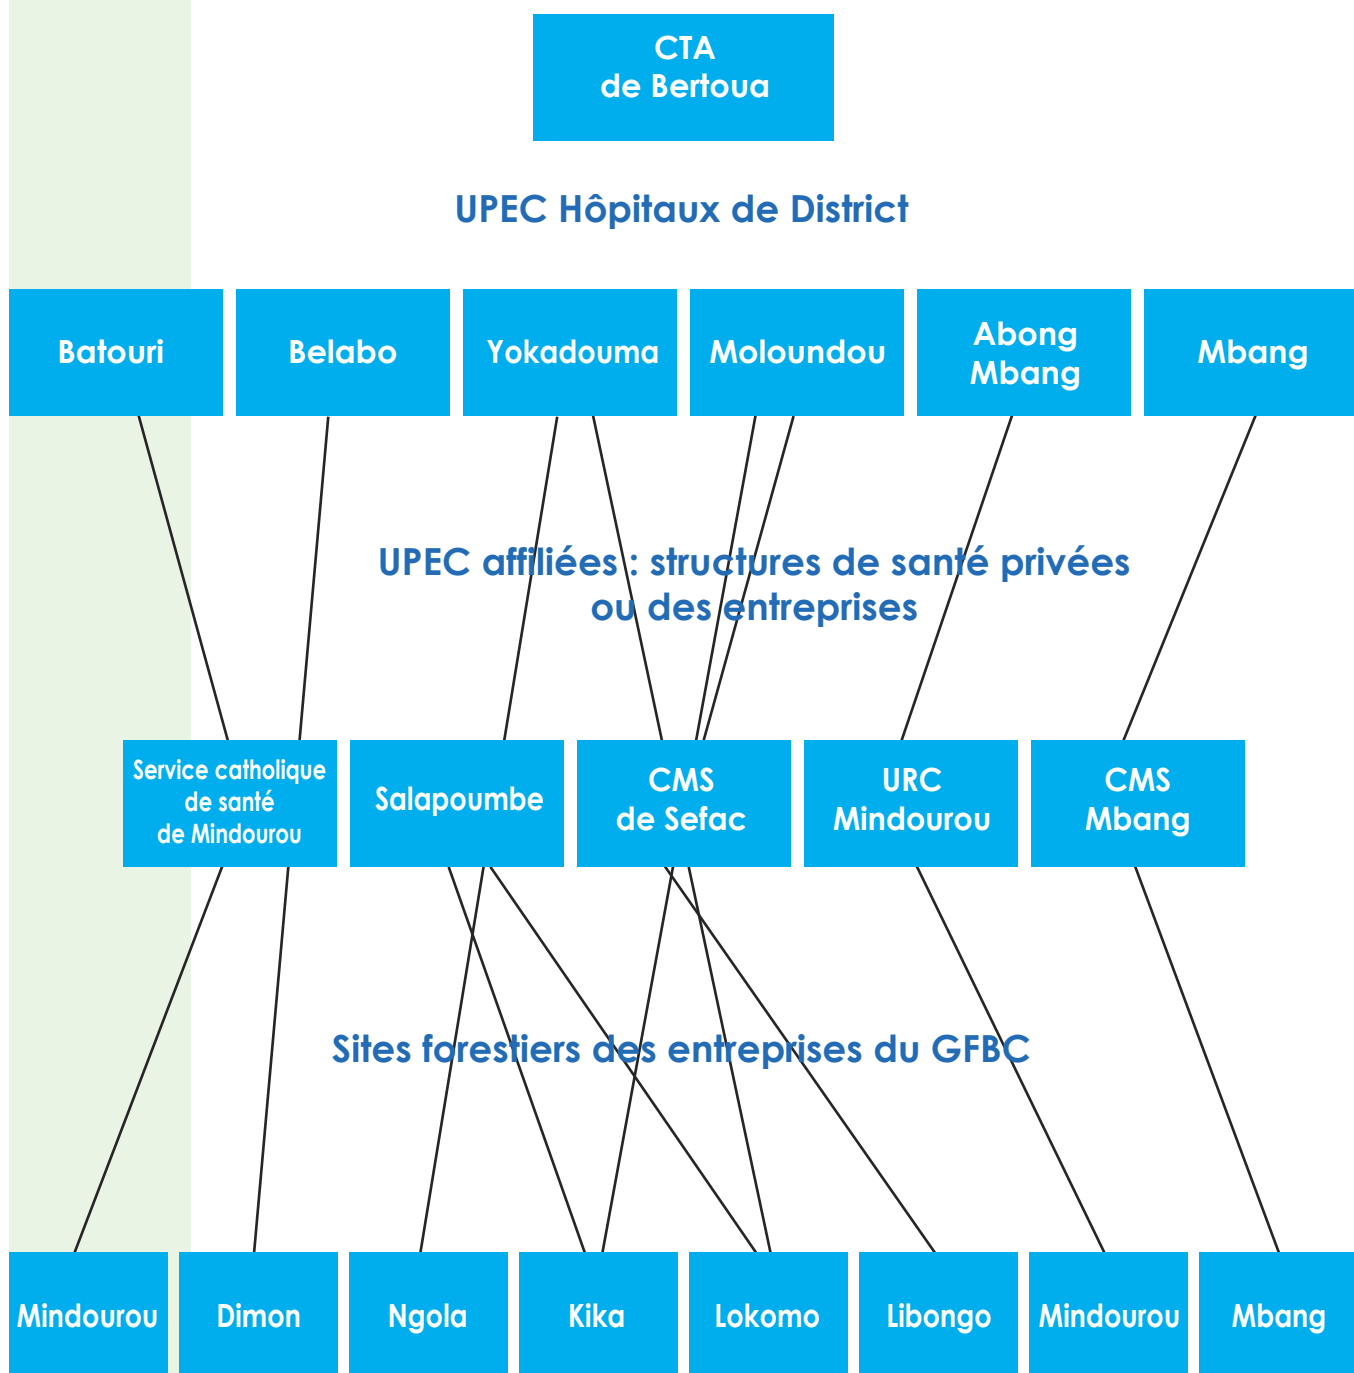 CTA
de Bertoua
UPEC Hôpitaux de District
Batouri
Belabo
Yokadouma
Moloundou
Abong
Mbang
Mbang
UPEC affiliées : structures de santé privées
ou des entreprises
Service catholique
de santé
de Mindourou
Salapoumbe
CMS
de Sefac
URC
Mindourou
CMS
Mbang
Sites forestiers des entreprises du GFBC
Mindourou
Dimon
Ngola
Kika
Lokomo
Libongo
Mindourou
Mbang